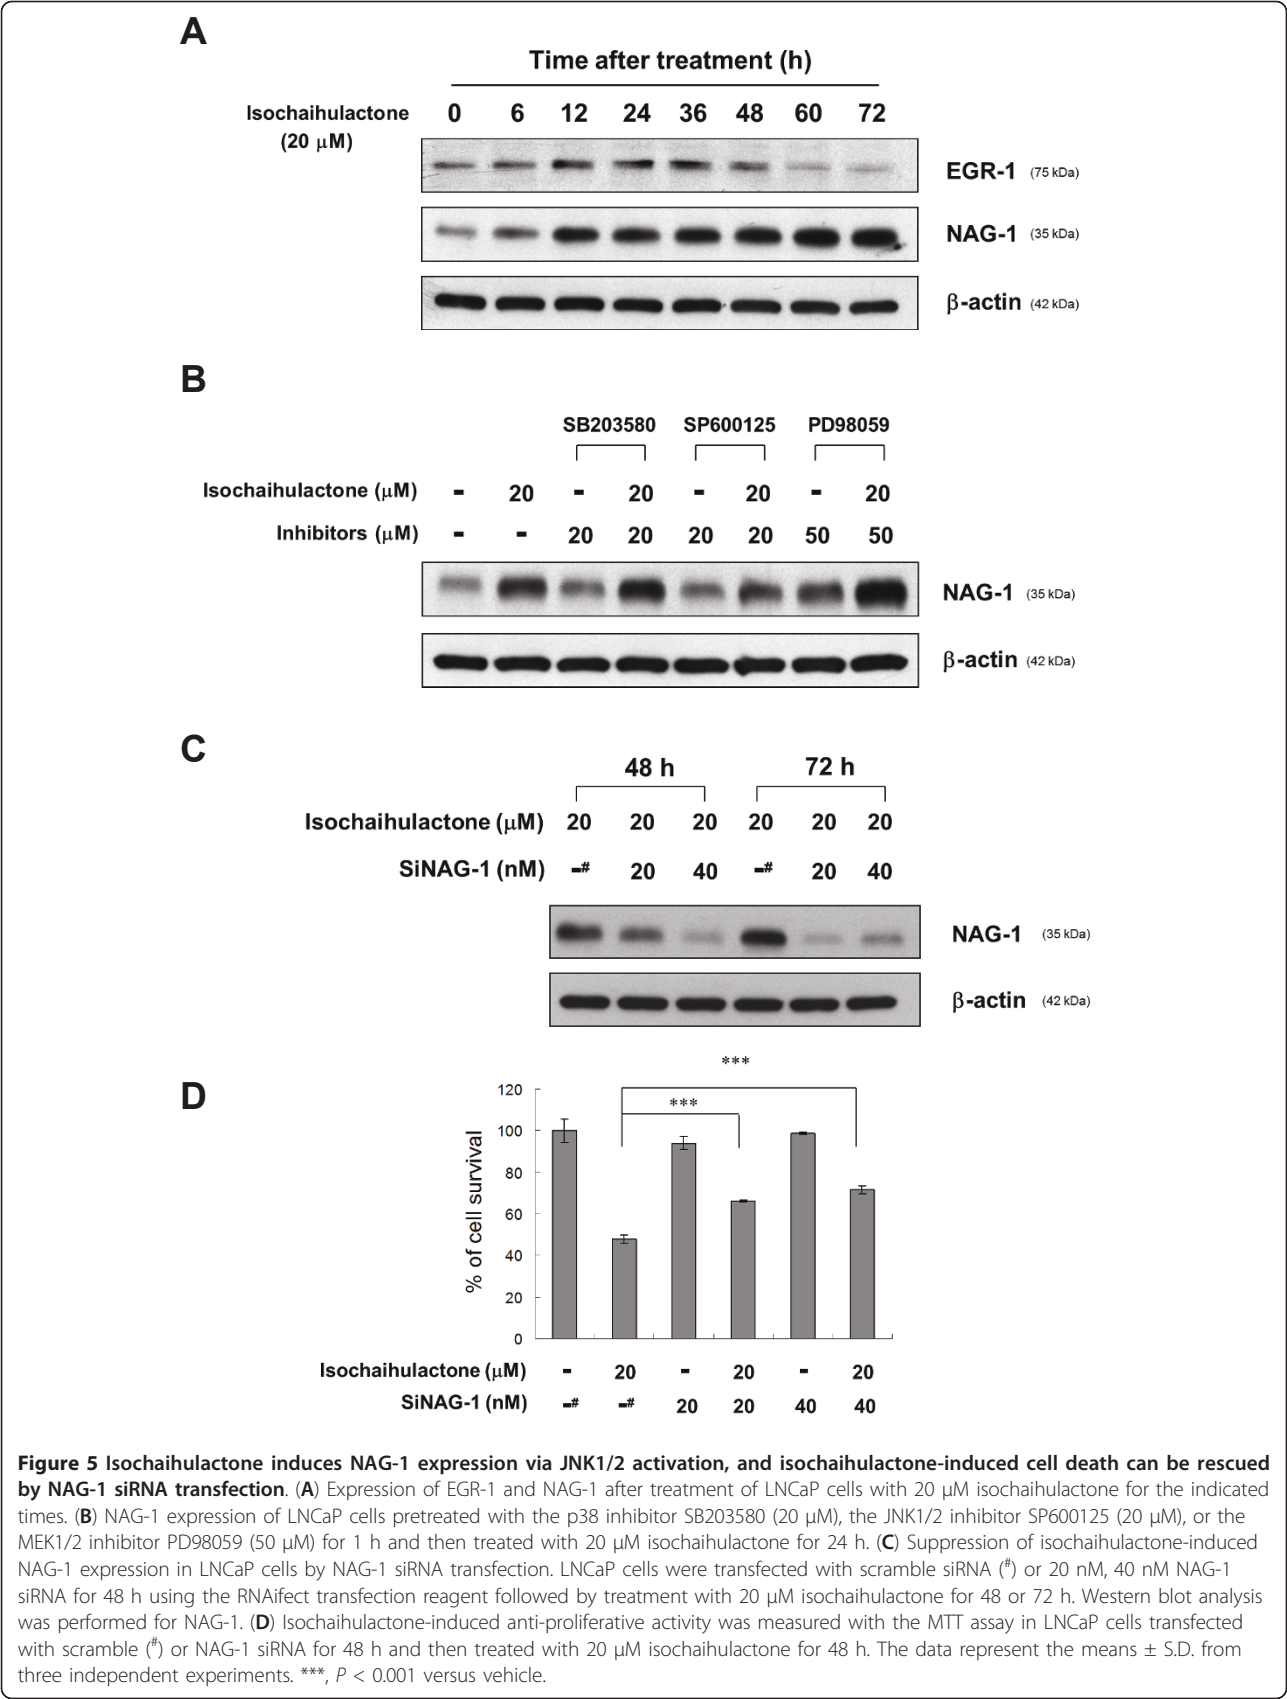 A
Time after treatment (h)
Isochaihulactone 0 6 12 24 36 48 60 72
(20 μM)
EGR-1 (75 kDa)
NAG-1 (35 kDa)
β-actin (42 kDa)
B
SB203580 SP600125 PD98059
Isochaihulactone (μM) - 20 - 20 - 20 - 20
Inhibitors (μM) - - 20 20 20 20 50 50
NAG-1 (35 kDa)
β-actin (42 kDa)
C
48 h 72 h
Isochaihulactone (μM) 20 20 20 20 20 20
SiNAG-1 (nM) -# 20 40 -# 20 40
NAG-1 (35 kDa)
β-actin (42 kDa)
D
***
***
120
100
80
60
40
20
0
% of cell survival
Isochaihulactone (μM) - 20 - 20 - 20
SiNAG-1 (nM) -# -# 20 20 40 40
Figure 5 Isochaihulactone induces NAG-1 expression via JNK1/2 activation, and isochaihulactone-induced cell death can be rescued
by NAG-1 siRNA transfection. (A) Expression of EGR-1 and NAG-1 after treatment of LNCaP cells with 20 μM isochaihulactone for the indicated
times. (B) NAG-1 expression of LNCaP cells pretreated with the p38 inhibitor SB203580 (20 μM), the JNK1/2 inhibitor SP600125 (20 μM), or the
MEK1/2 inhibitor PD98059 (50 μM) for 1 h and then treated with 20 μM isochaihulactone for 24 h. (C) Suppression of isochaihulactone-induced
NAG-1 expression in LNCaP cells by NAG-1 siRNA transfection. LNCaP cells were transfected with scramble siRNA (#) or 20 nM, 40 nM NAG-1
siRNA for 48 h using the RNAifect transfection reagent followed by treatment with 20 μM isochaihulactone for 48 or 72 h. Western blot analysis
was performed for NAG-1. (D) Isochaihulactone-induced anti-proliferative activity was measured with the MTT assay in LNCaP cells transfected
with scramble (#) or NAG-1 siRNA for 48 h and then treated with 20 μM isochaihulactone for 48 h. The data represent the means ± S.D. from
three independent experiments. ***, P < 0.001 versus vehicle.